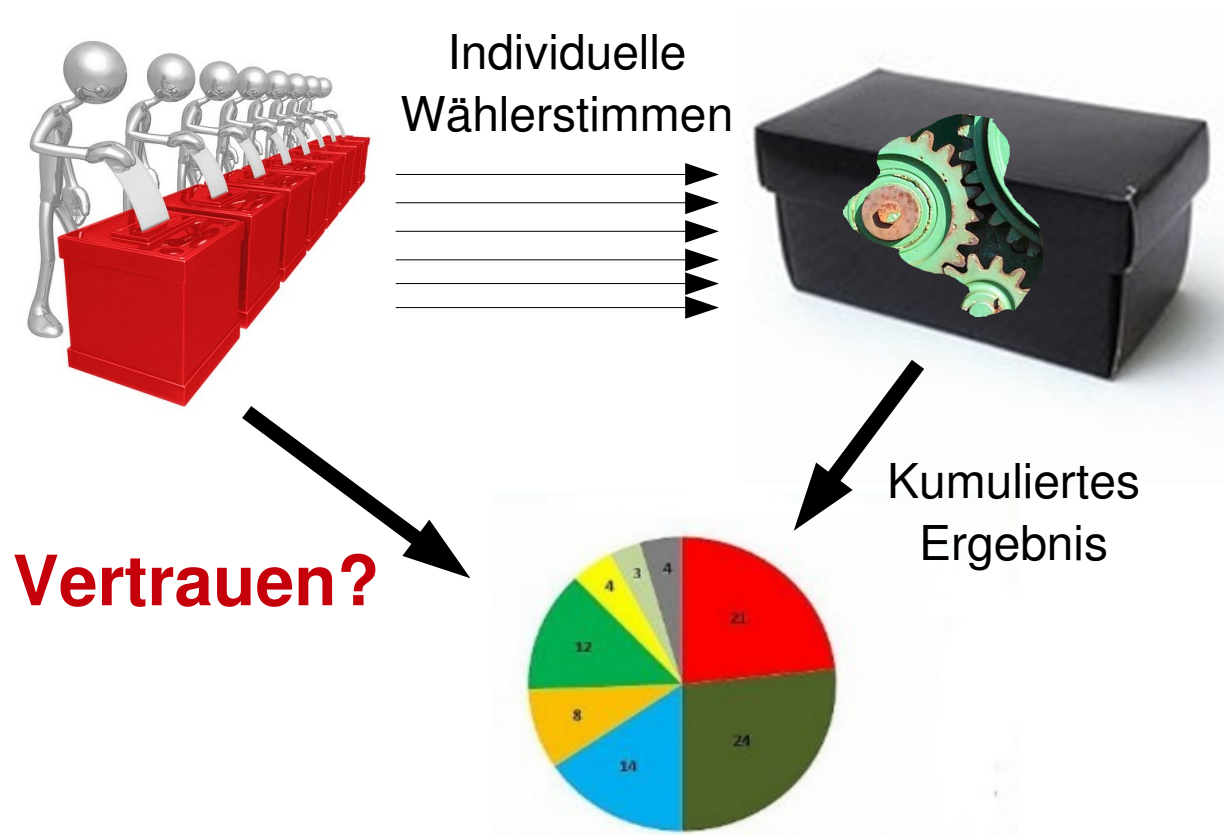 Individuelle
Wählerstimmen
Kumuliertes
Ergebnis
Vertrauen?
4
3
4
21
12
8
24
14